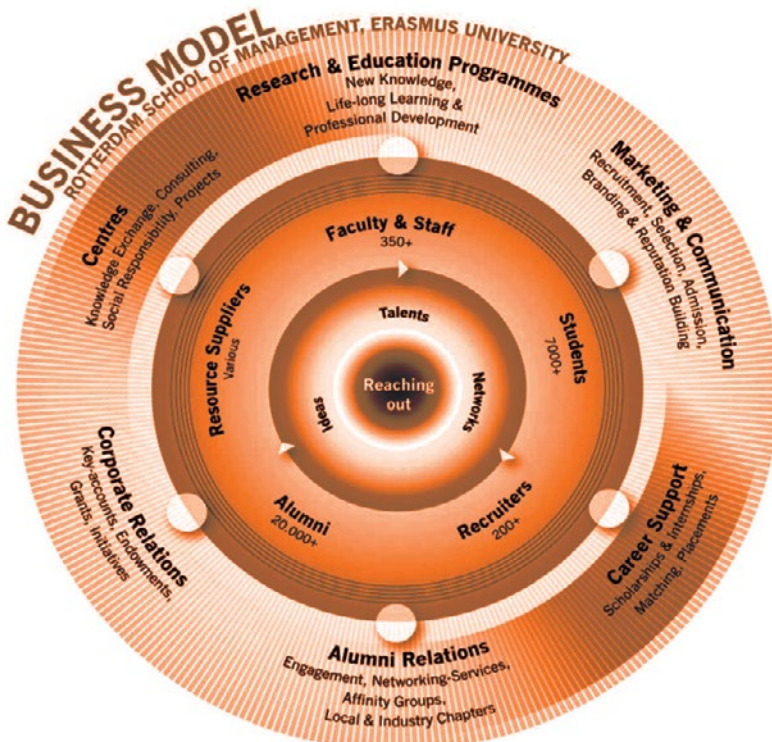 BUSINESS MODEL
ROTTERDAM SCHOOL OF MANAGEMENT, ERASMUS UNIVERSITY
Research & Education Programmes
New Knowledge,
Life-long Learning &
Professional Development
Marketing & Communication
Recruitment, Selection, Admission,
Branding & Reputation Building
Career Support
Scholarships & Internships,
Matching, Placements
Alumni Relations
Engagement, Networking-Services,
Affinity Groups,
Local & Industry Chapters
Corporate Relations
Key-accounts, Endowments,
Grants, Initiatives
Centres
Knowledge Exchange, Consulting,
Social Responsibility, Projects
Faculty & Staff
350+
Students
7000+
Recruiters
200+
Alumni
20.000+
Resource Suppliers
Various
Talents
Networks
Ideas
Reaching
out